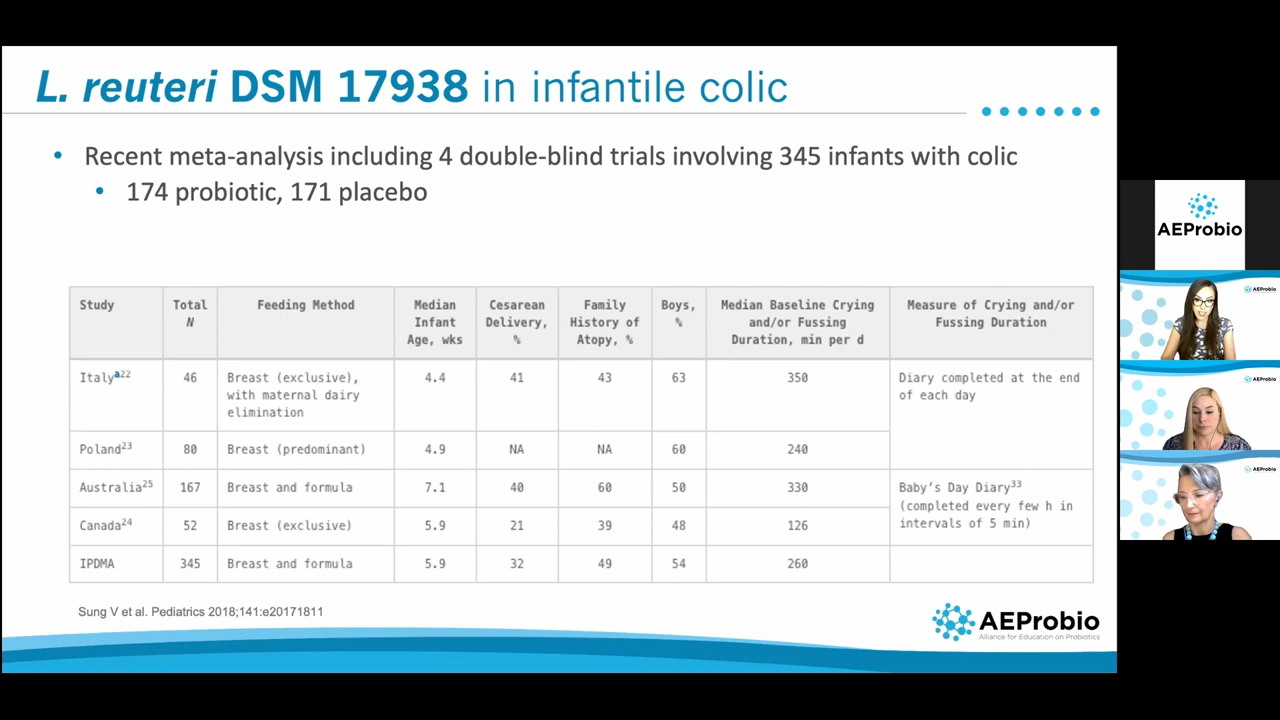 L. reuteri DSM 17938 in infantile colic
• Recent meta-analysis including 4 double-blind trials involving 345 infants with colic
• 174 probiotic, 171 placebo
Study
Total
N
Feeding Method
Median
Infant
Age, wks
Cesarean
Delivery,
%
Family
History of
Atopy, %
Boys,
%
Median Baseline Crying
and/or Fussing
Duration, min per d
Measure of Crying and/or
Fussing Duration
Italy a22
46
Breast (exclusive),
with maternal dairy
elimination
4.4
41
43
63
350
Diary completed at the end
of each day
Poland23
80
Breast (predominant)
4.9
NA
NA
60
240
Australia25
167
Breast and formula
7.1
40
60
50
330
Baby's Day Diary33
(completed every few h in
intervals of 5 min)
Canada24
52
Breast (exclusive)
5.9
21
39
48
126
IPDMA
345
Breast and formula
5.9
32
49
54
260
Sung V et al. Pediatrics 2018;141:e20171811
AEProbio
Alliance for Education on Probiotics
AEProbio
AEProbio
AEProbio
AEProbio